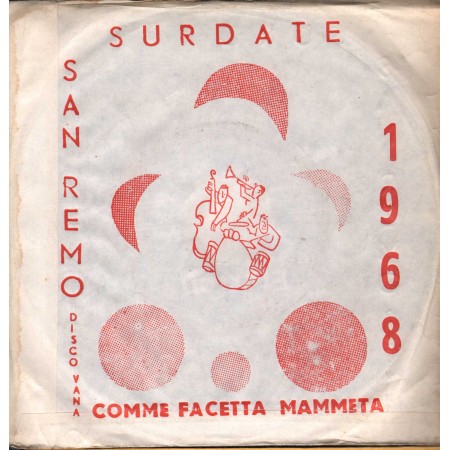 SURDATE
SAN REMO
DISCO VANA
1968
COMME FACETTA MAMMETA